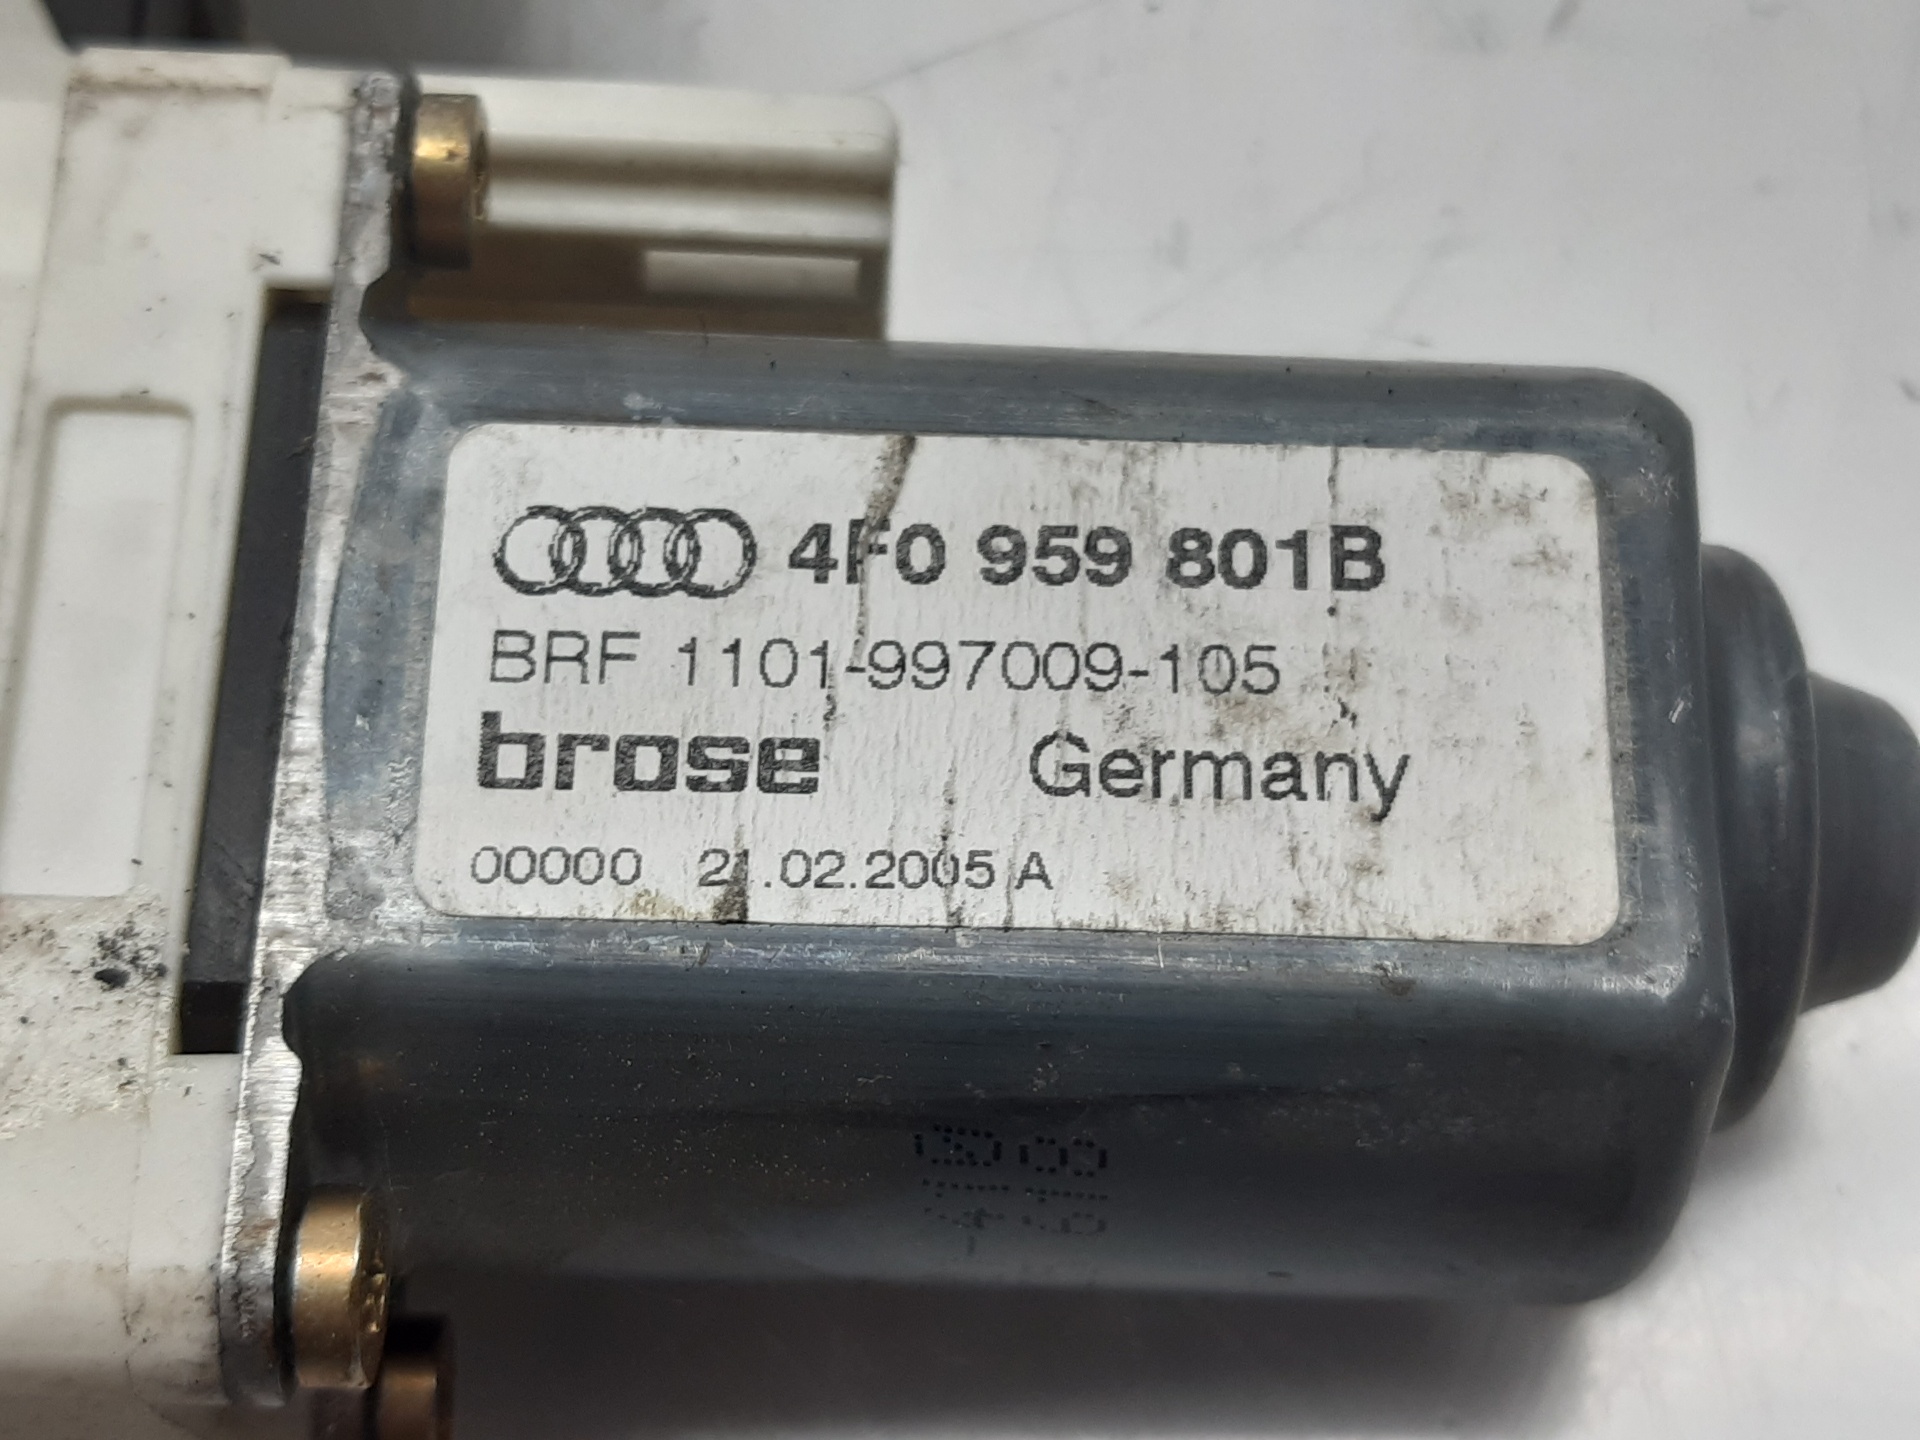 4F0 959 801B
BRF 1101-997009-105
brose Germany
00000 21.02.2005 A